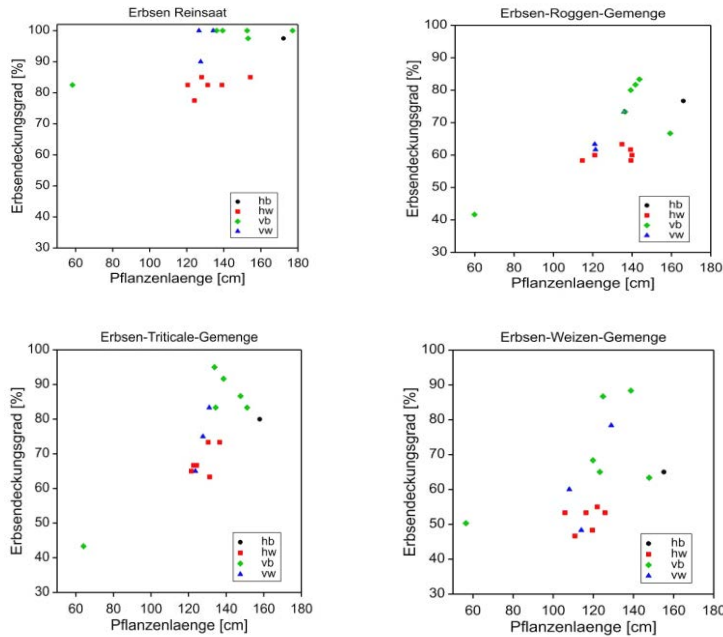 Erbsen Reinsaat
Erbsendeckungsgrad [%]
100
90
80
70
60
50
40
30
hb
hw
vb
vw
60 80 100 120 140 160 180
Pflanzenlaenge [cm]
Erbsen-Roggen-Gemenge
Erbsendeckungsgrad [%]
100
90
80
70
60
50
40
30
hb
hw
vb
vw
60 80 100 120 140 160 180
Pflanzenlaenge [cm]
Erbsen-Triticale-Gemenge
Erbsendeckungsgrad [%]
100
90
80
70
60
50
40
30
hb
hw
vb
vw
60 80 100 120 140 160 180
Pflanzenlaenge [cm]
Erbsen-Weizen-Gemenge
Erbsendeckungsgrad [%]
100
90
80
70
60
50
40
30
hb
hw
vb
vw
60 80 100 120 140 160 180
Pflanzenlaenge [cm]